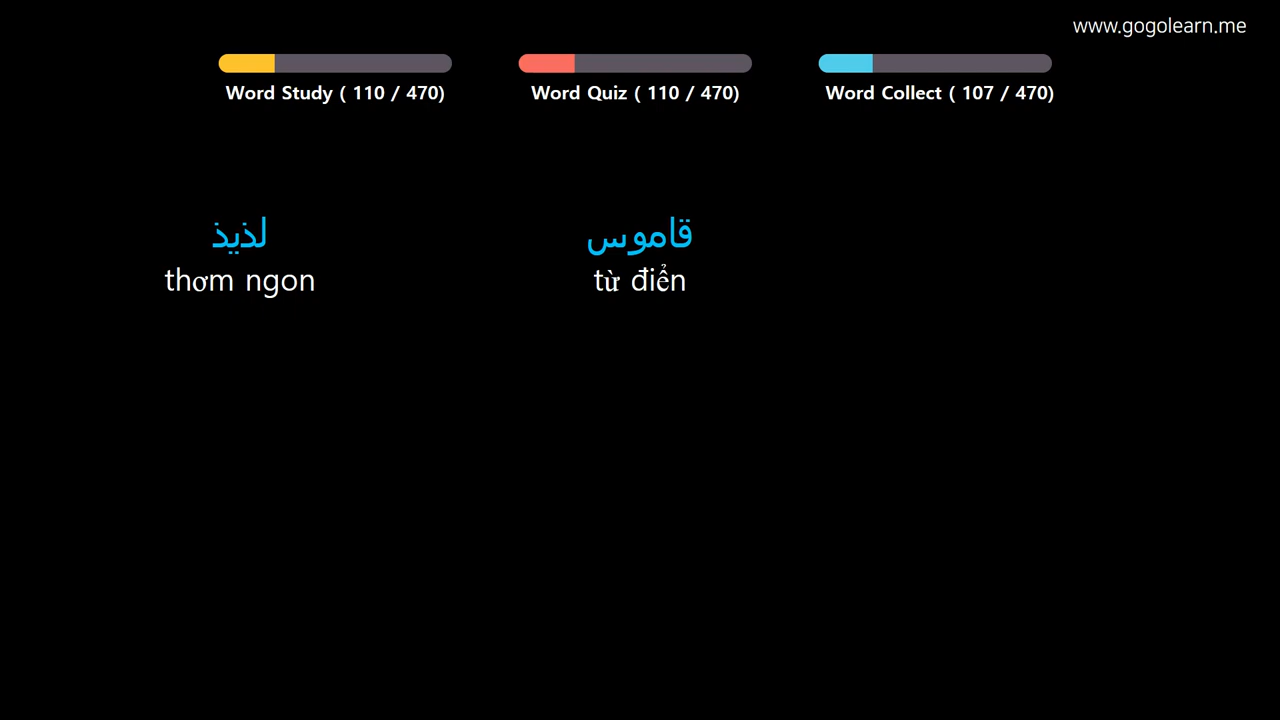 www.gogolearn.me
Word Study ( 110 / 470)
Word Quiz ( 110 / 470)
Word Collect ( 107 / 470)
لذيذ
thơm ngon
قاموس
từ điển